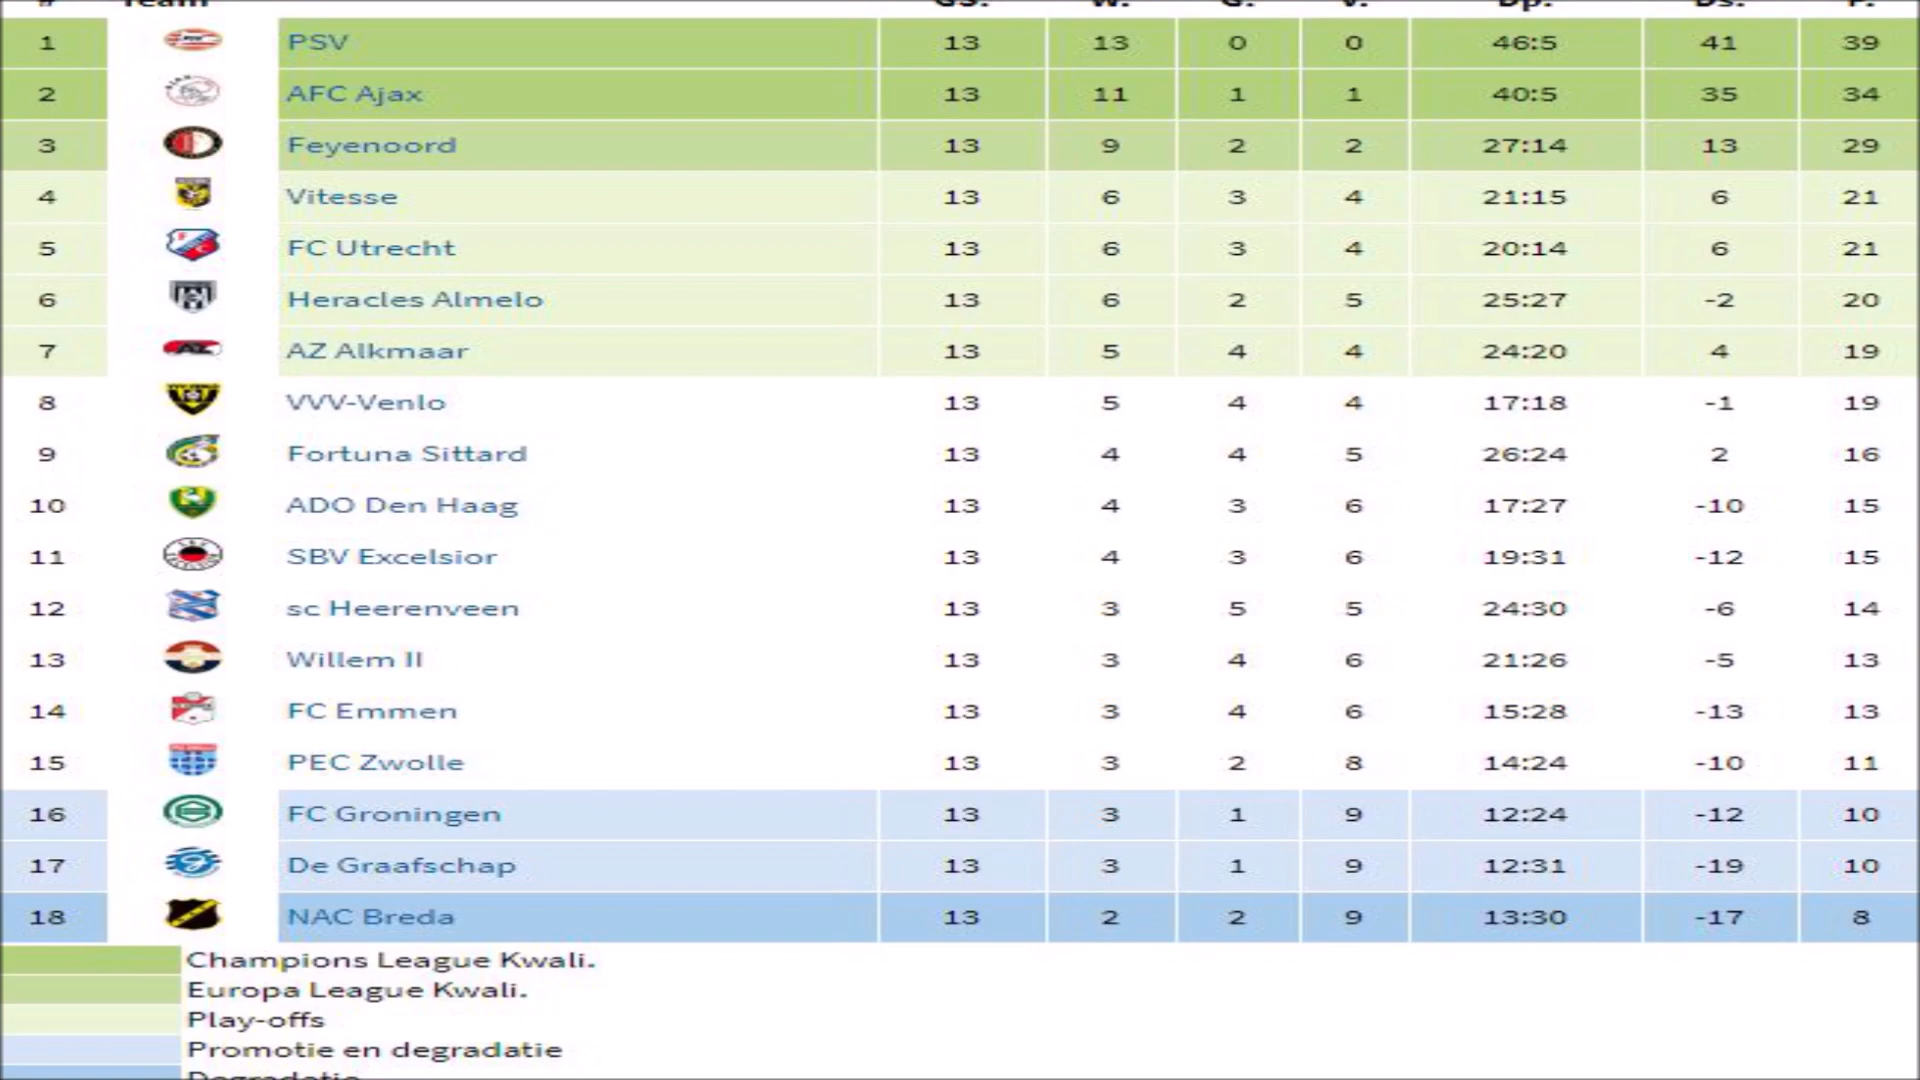 # Team GS. W. G. V. Dp. Ds. P.
1 PSV 13 13 0 0 46:5 41 39
2 AFC Ajax 13 11 1 1 40:5 35 34
3 Feyenoord 13 9 2 2 27:14 13 29
4 Vitesse 13 6 3 4 21:15 6 21
5 FC Utrecht 13 6 3 4 20:14 6 21
6 Heracles Almelo 13 6 2 5 25:27 -2 20
7 AZ Alkmaar 13 5 4 4 24:20 4 19
8 VVV-Venlo 13 5 4 4 17:18 -1 19
9 Fortuna Sittard 13 4 4 5 26:24 2 16
10 ADO Den Haag 13 4 3 6 17:27 -10 15
11 SBV Excelsior 13 4 3 6 19:31 -12 15
12 sc Heerenveen 13 3 5 5 24:30 -6 14
13 Willem II 13 3 4 6 21:26 -5 13
14 FC Emmen 13 3 4 6 15:28 -13 13
15 PEC Zwolle 13 3 2 8 14:24 -10 11
16 FC Groningen 13 3 1 9 12:24 -12 10
17 De Graafschap 13 3 1 9 12:31 -19 10
18 NAC Breda 13 2 2 9 13:30 -17 8
Champions League Kwali.
Europa League Kwali.
Play-offs
Promotie en degradatie
Degradatie